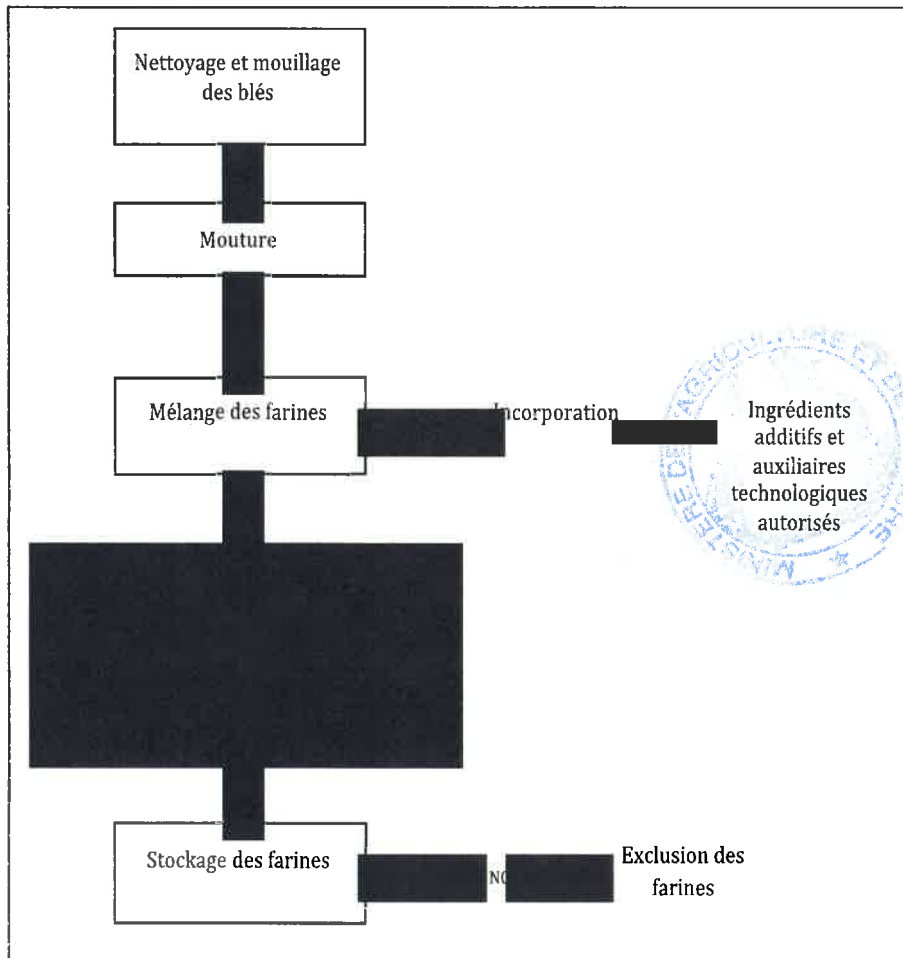 Nettoyage et mouillage
des blés
Mouture
Mélange des farines
Incorporation
Ingrédients
additifs et
auxiliaires
technologiques
autorisés
Stockage des farines
Exclusion des
farines